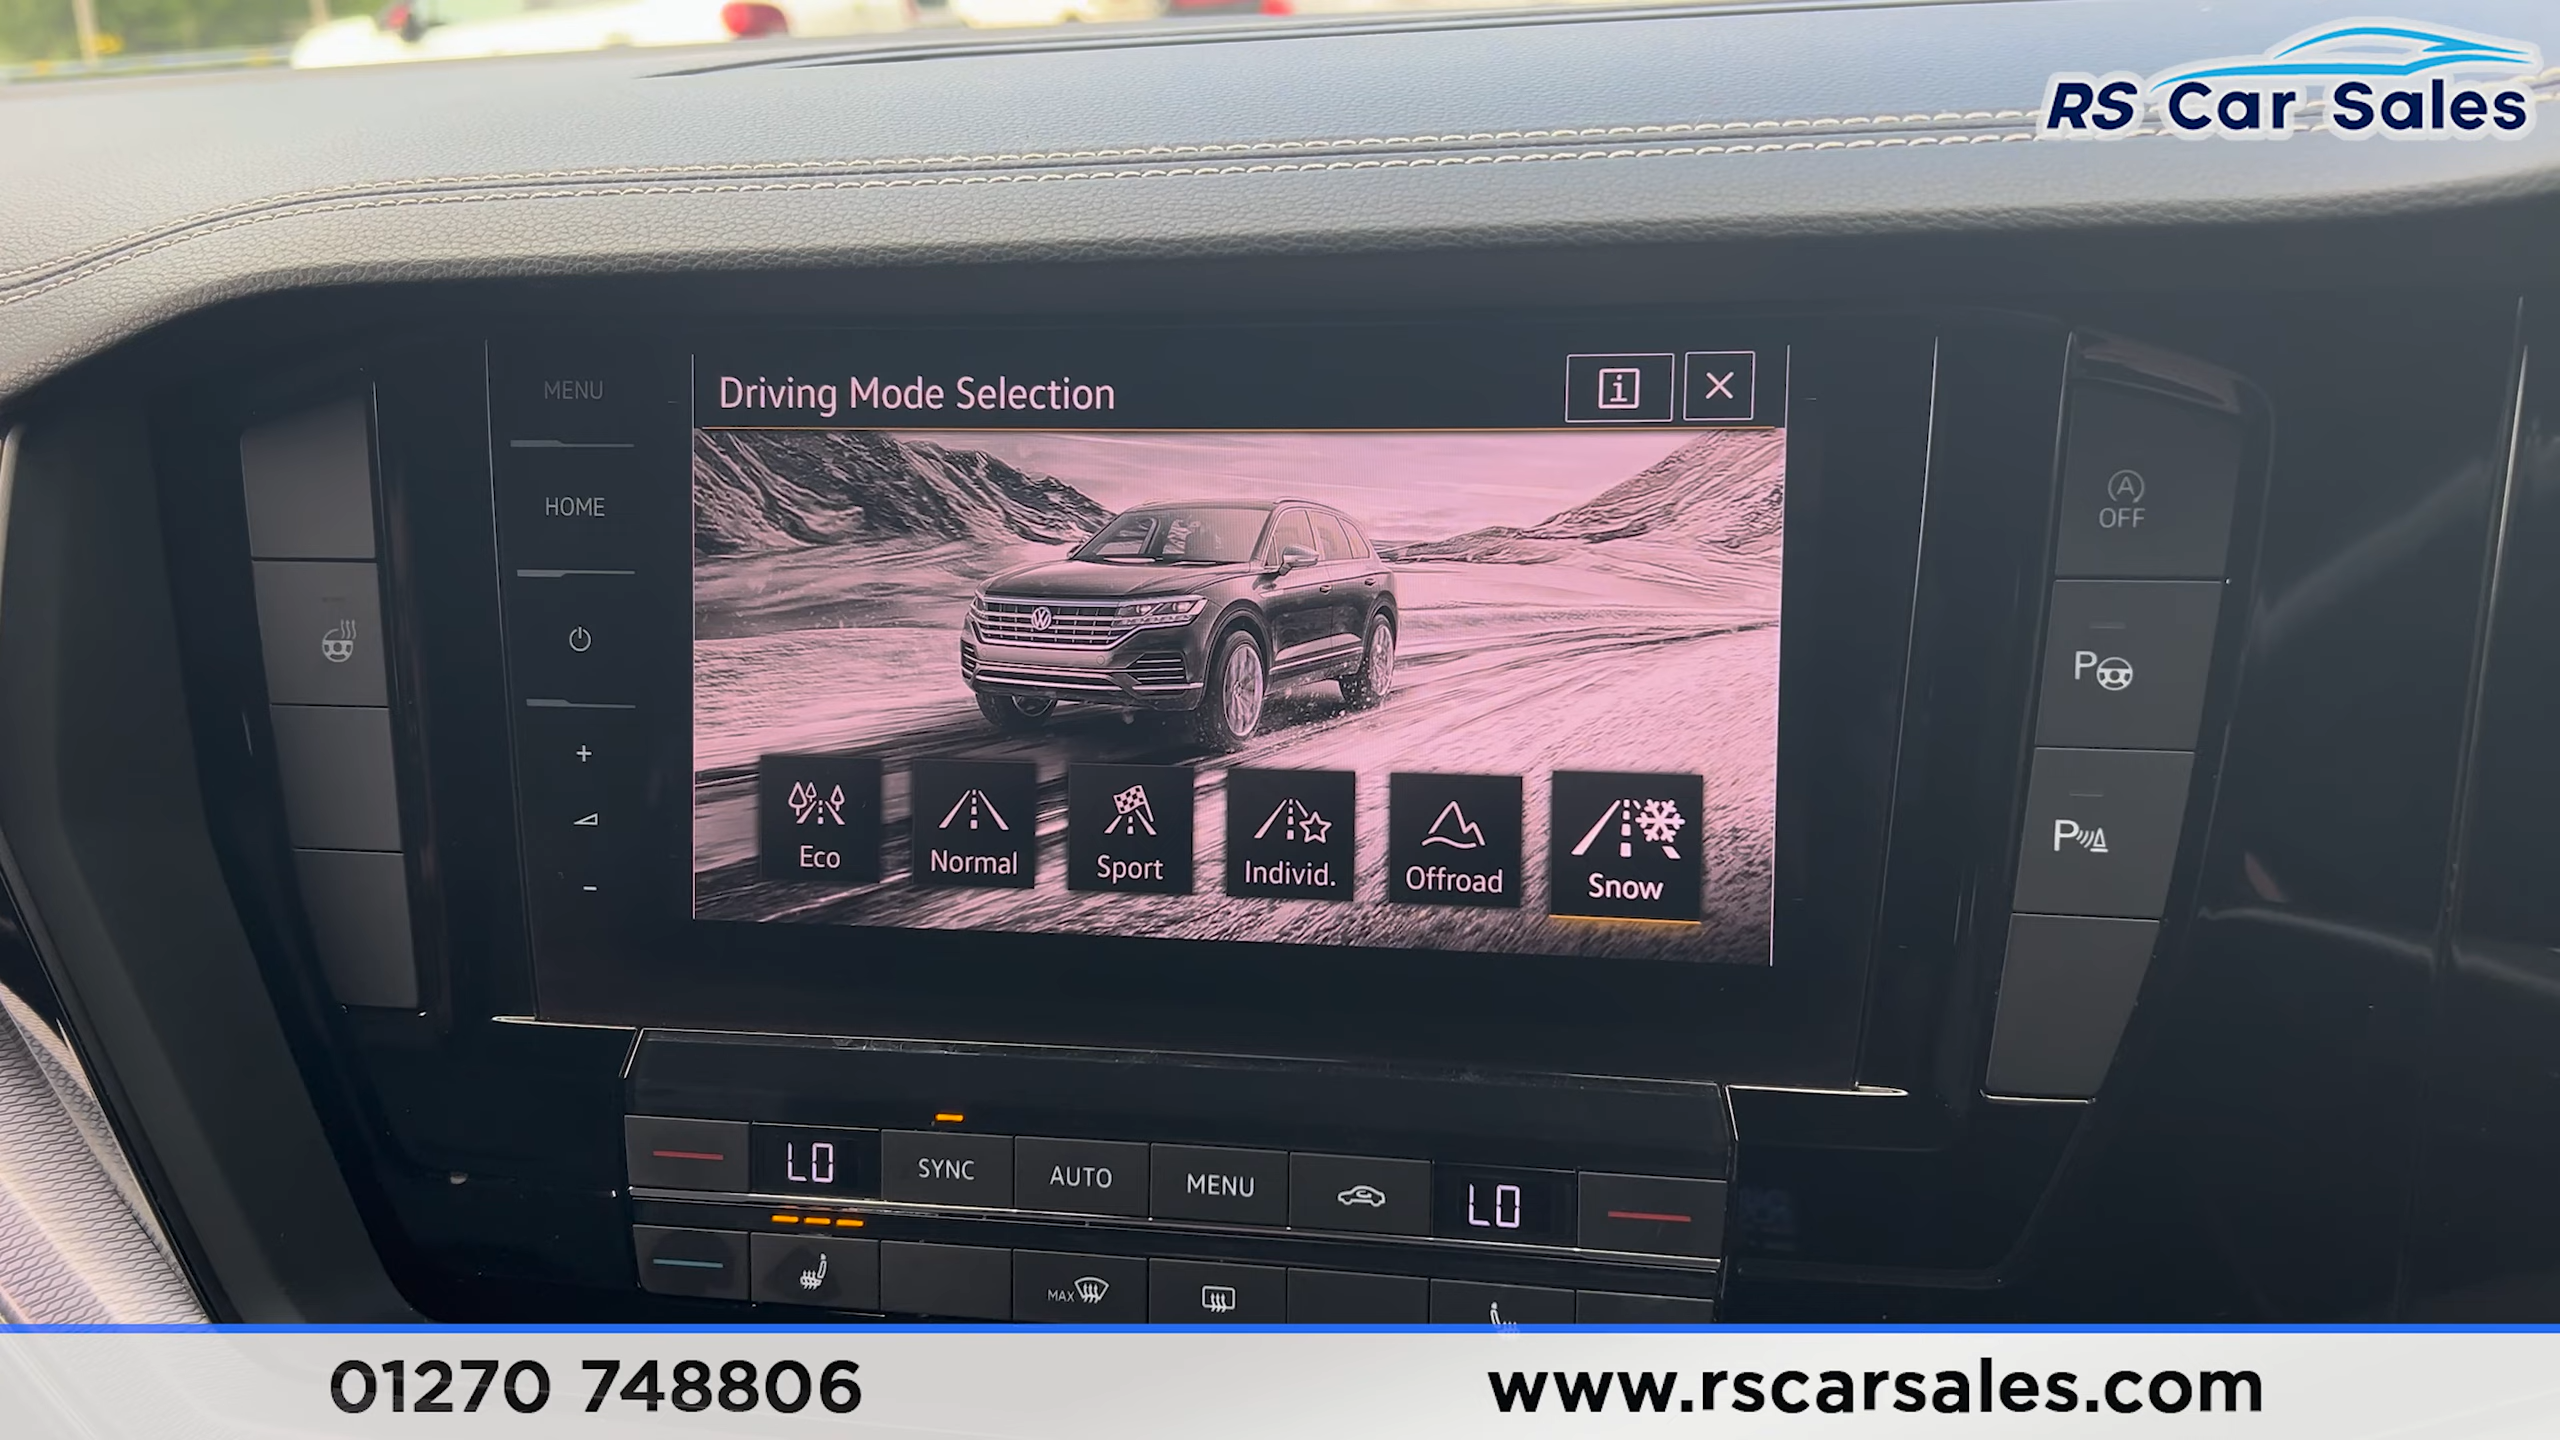 RS Car Sales
MENU
Driving Mode Selection
HOME
A
OFF
P
+
P
-
Eco
Normal
Sport
Individ.
Offroad
Snow
LO
SYNC
AUTO
MENU
LO
MAX
01270 748806
www.rscarsales.com